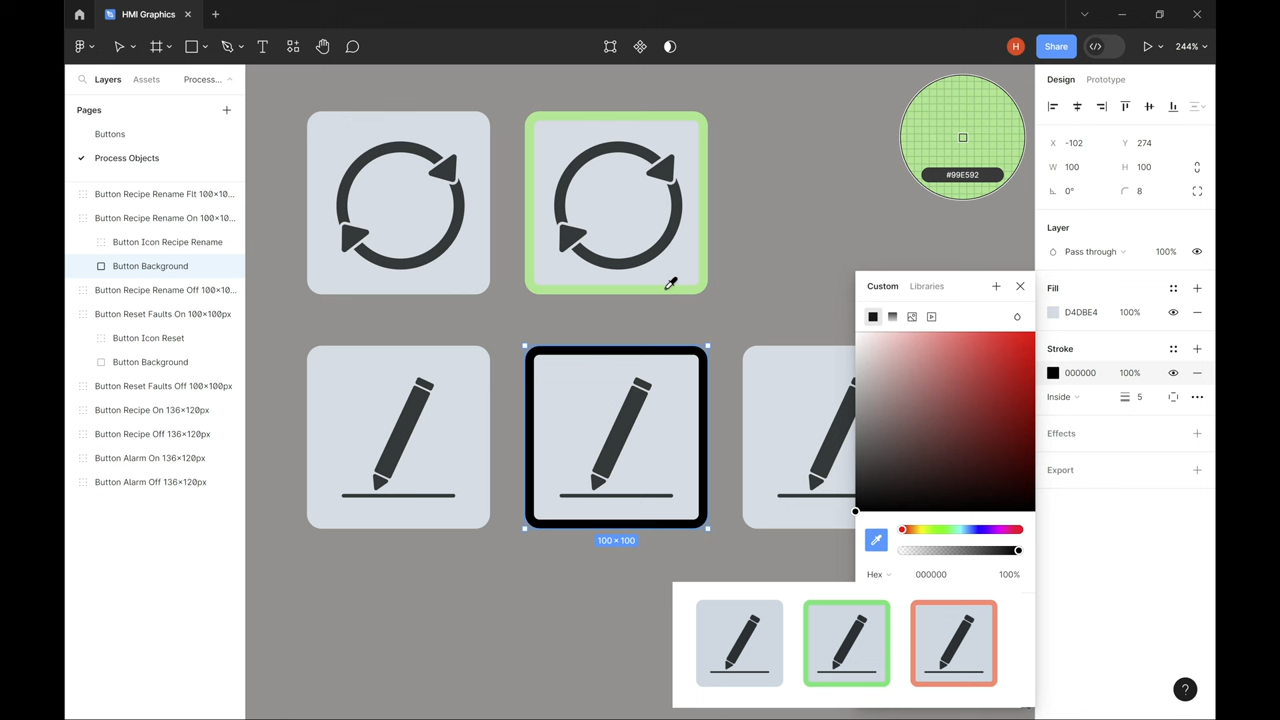 HMI Graphics
H
Share
244%
Layers
Assets
Process...
Design
Prototype
Pages
Buttons
Process Objects
Button Recipe Rename Flt 100×10...
Button Recipe Rename On 100×10...
Button Icon Recipe Rename
Button Background
Button Recipe Rename Off 100×10...
Button Reset Faults On 100×100px
Button Icon Reset
Button Background
Button Reset Faults Off 100×100px
Button Recipe On 136×120px
Button Recipe Off 136×120px
Button Alarm On 136×120px
Button Alarm Off 136×120px
#99E592
100 × 100
Custom
Libraries
Hex
000000
100%
X
-102
Y
274
W
100
H
100
0°
8
Layer
Pass through
100%
Fill
D4DBE4
100%
Stroke
000000
100%
Inside
5
Effects
Export
?